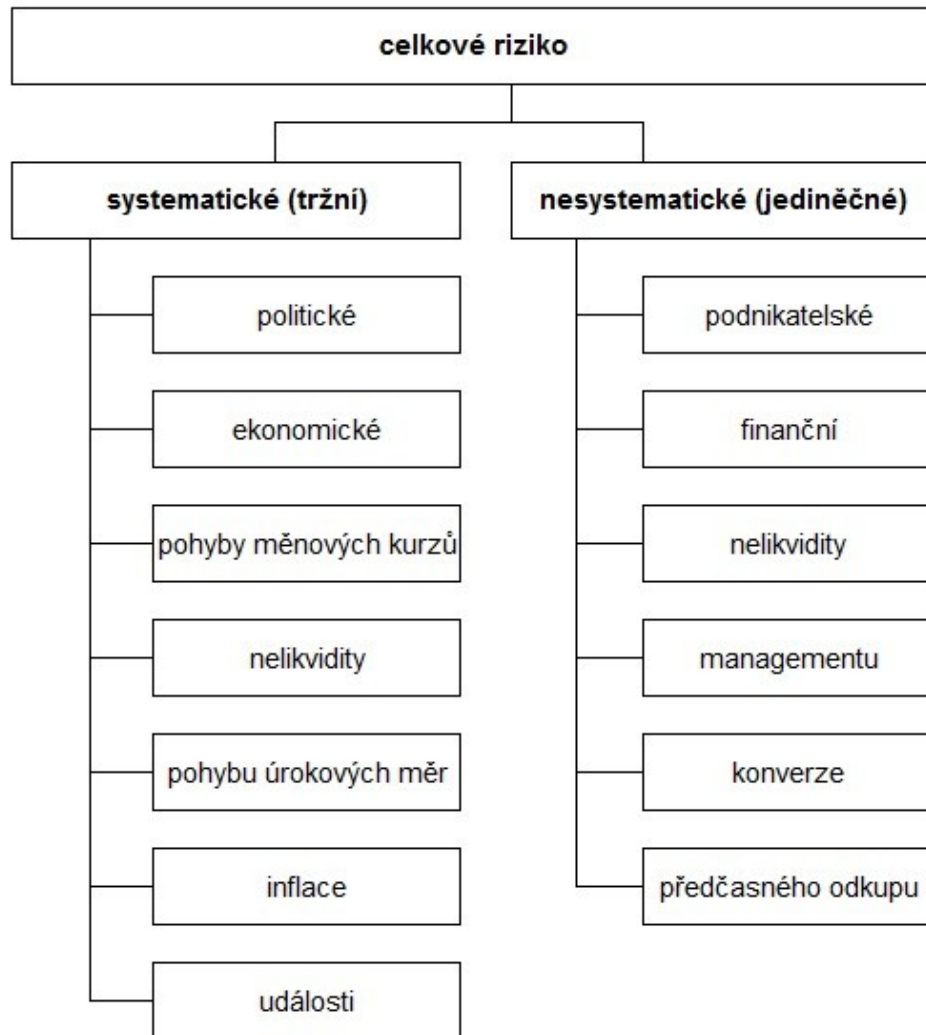 celkové riziko
systematické (tržní)
nesystematické (jediněčné)
politické
ekonomické
pohyby měnových kurzů
nelikvidity
pohybu úrokových měr
inflace
události
podnikatelské
finanční
nelikvidity
managementu
konverze
předčasného odkupu